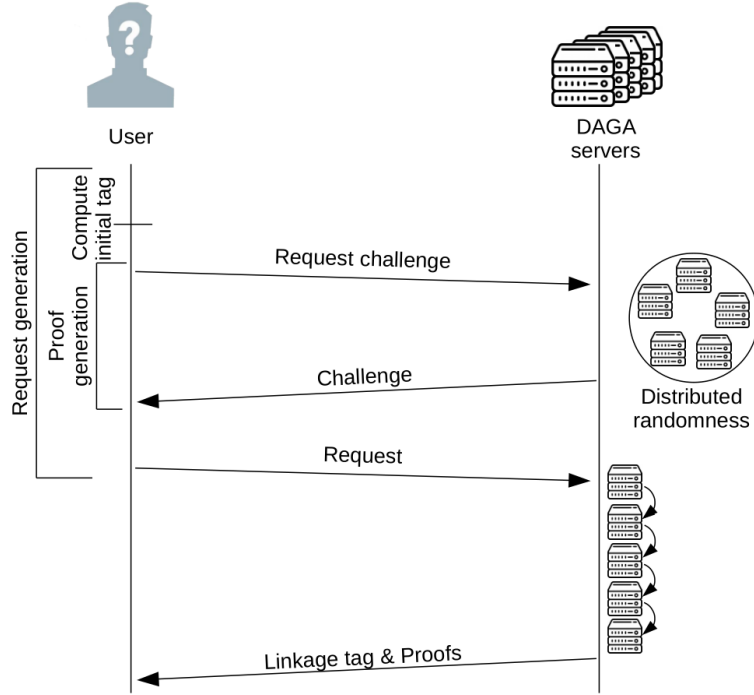 ?
User
DAGA
servers
Request generation
Compute
initial tag
Proof
generation
Request challenge
Challenge
Distributed
randomness
Request
Linkage tag & Proofs